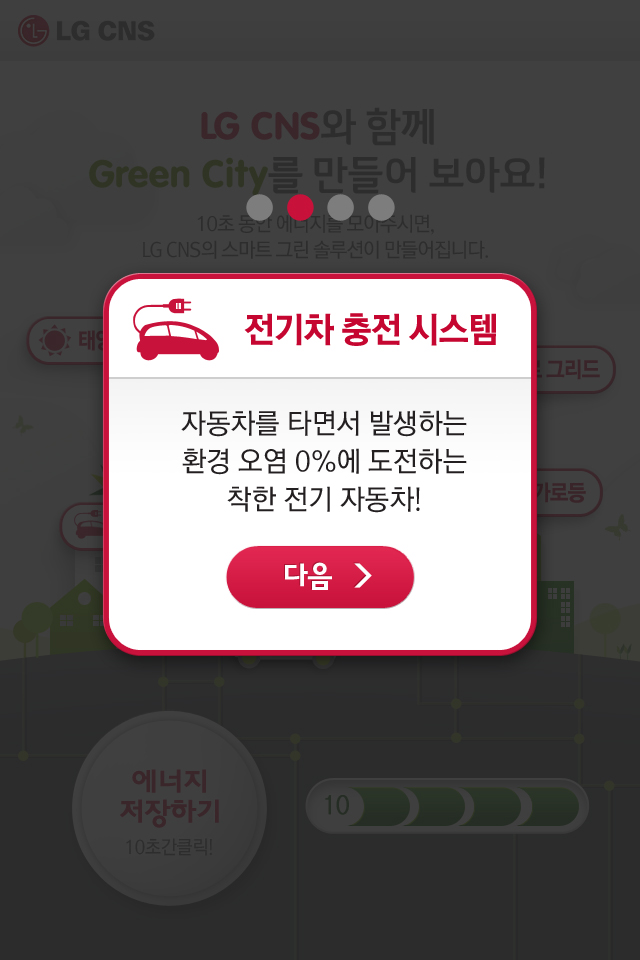 LG CNS
LG CNS와 함께
Green City를 만들어 보아요!
10초 동안 에너지를 모아주시면,
LG CNS의 스마트 그린 솔루션이 만들어집니다.
전기차 충전 시스템
그리드
자동차를 타면서 발생하는
환경 오염 0%에 도전하는
착한 전기 자동차!
가로등
다음
에너지
저장하기
10초간클릭!
10